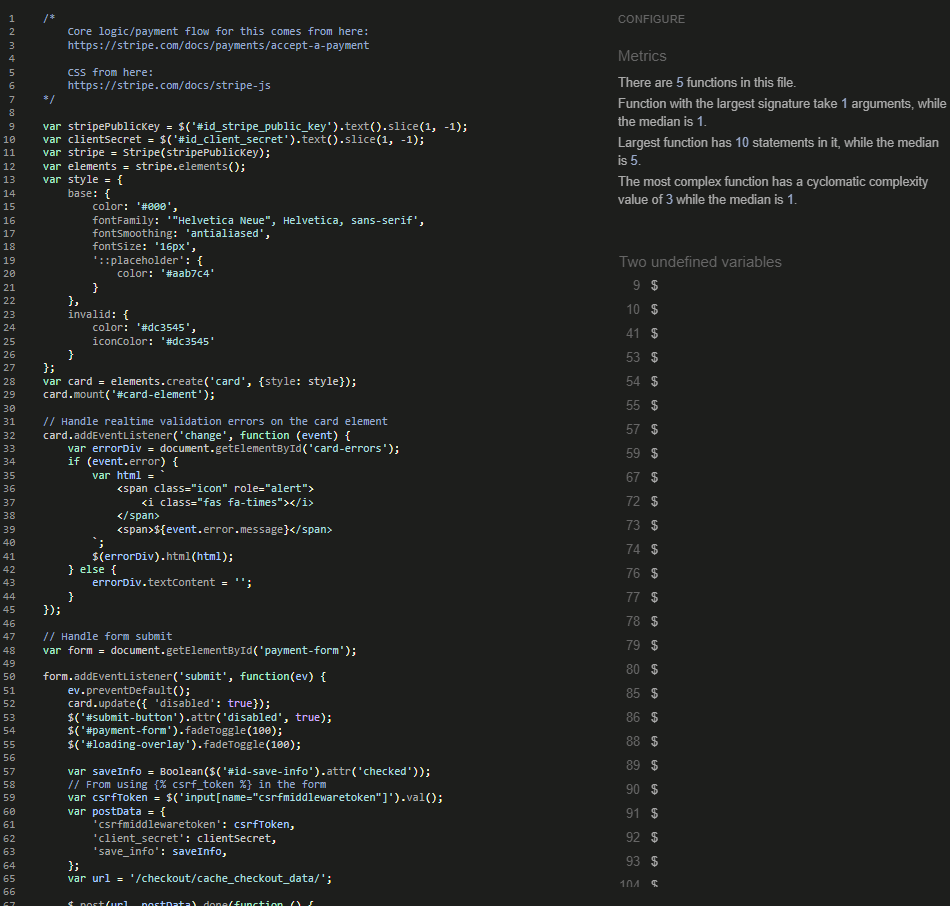 1 /*
2 Core logic/payment flow for this comes from here:
3 https://stripe.com/docs/payments/accept-a-payment
4
5 CSS from here:
6 https://stripe.com/docs/stripe-js
7 */
8
9 var stripePublicKey = $('#id_stripe_public_key').text().slice(1, -1);
10 var clientSecret = $('#id_client_secret').text().slice(1, -1);
11 var stripe = Stripe(stripePublicKey);
12 var elements = stripe.elements();
13 var style = {
14 base: {
15 color: '#000',
16 fontFamily: '"Helvetica Neue", Helvetica, sans-serif',
17 fontSmoothing: 'antialiased',
18 fontSize: '16px',
19 '::placeholder': {
20 color: '#aab7c4'
21 }
22 },
23 invalid: {
24 color: '#dc3545',
25 iconColor: '#dc3545'
26 }
27 };
28 var card = elements.create('card', {style: style});
29 card.mount('#card-element');
30
31 // Handle realtime validation errors on the card element
32 card.addEventListener('change', function (event) {
33 var errorDiv = document.getElementById('card-errors');
34 if (event.error) {
35 var html = `
36 <span class="icon" role="alert">
37 <i class="fas fa-times"></i>
38 </span>
39 <span>${event.error.message}</span>
40 `;
41 $(errorDiv).html(html);
42 } else {
43 errorDiv.textContent = '';
44 }
45 });
46
47 // Handle form submit
48 var form = document.getElementById('payment-form');
49
50 form.addEventListener('submit', function(ev) {
51 ev.preventDefault();
52 card.update({ 'disabled': true});
53 $('#submit-button').attr('disabled', true);
54 $('#payment-form').fadeToggle(100);
55 $('#loading-overlay').fadeToggle(100);
56
57 var saveInfo = Boolean($('#id-save-info').attr('checked'));
58 // From using {% csrf_token %} in the form
59 var csrfToken = $('input[name="csrfmiddlewaretoken"]').val();
60 var postData = {
61 'csrfmiddlewaretoken': csrfToken,
62 'client_secret': clientSecret,
63 'save_info': saveInfo,
64 };
65 var url = '/checkout/cache_checkout_data/';
66
67 $.post(url, postData).done(function () {
CONFIGURE
Metrics
There are 5 functions in this file.
Function with the largest signature take 1 arguments, while
the median is 1.
Largest function has 10 statements in it, while the median
is 5.
The most complex function has a cyclomatic complexity
value of 3 while the median is 1.
Two undefined variables
9 $
10 $
41 $
53 $
54 $
55 $
57 $
59 $
67 $
72 $
73 $
74 $
76 $
77 $
78 $
79 $
80 $
85 $
86 $
88 $
89 $
90 $
91 $
92 $
93 $
104 $